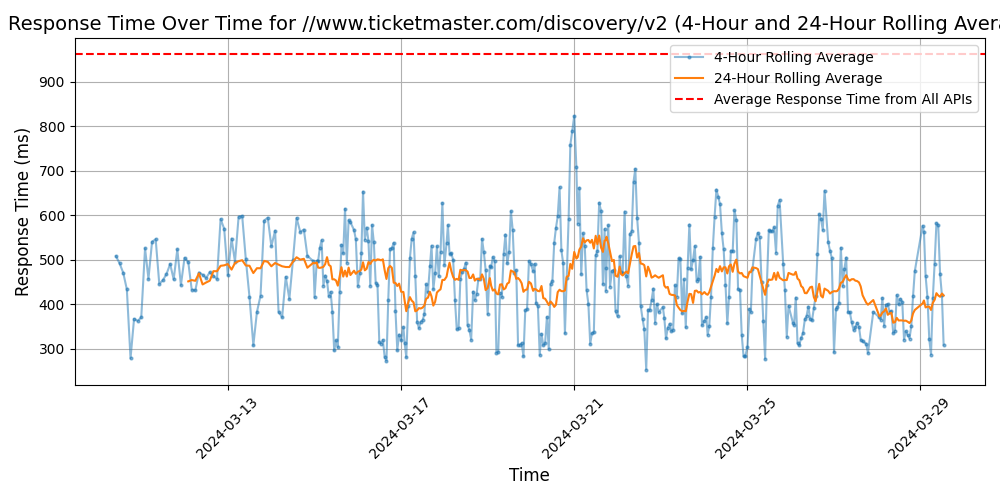 Response Time Over Time for //www.ticketmaster.com/discovery/v2 (4-Hour and 24-Hour Rolling Avera
4-Hour Rolling Average
24-Hour Rolling Average
Average Response Time from All APIs
Response Time (ms)
900
800
700
600
500
400
300
2024-03-13
2024-03-17
2024-03-21
2024-03-25
2024-03-29
Time